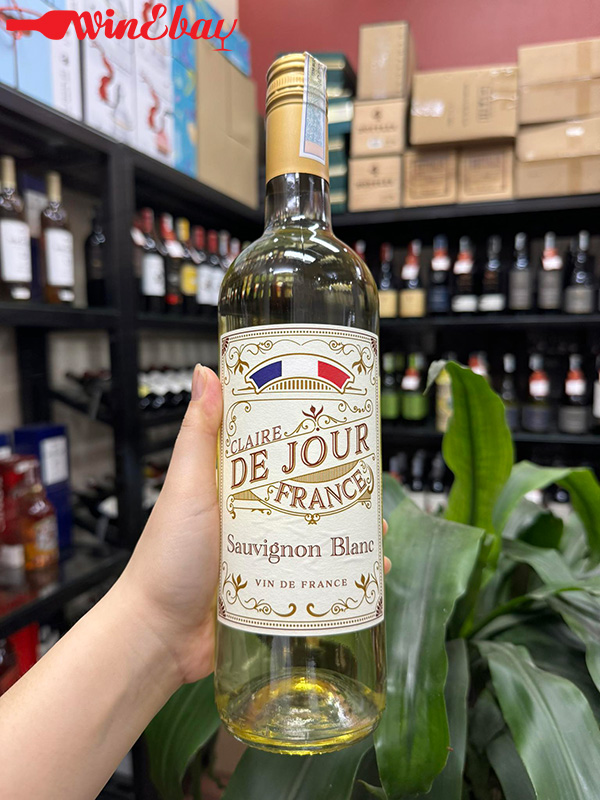 WinEbay
CLAIRE
DE JOUR
FRANCE
Sauvignon Blanc
VIN DE FRANCE